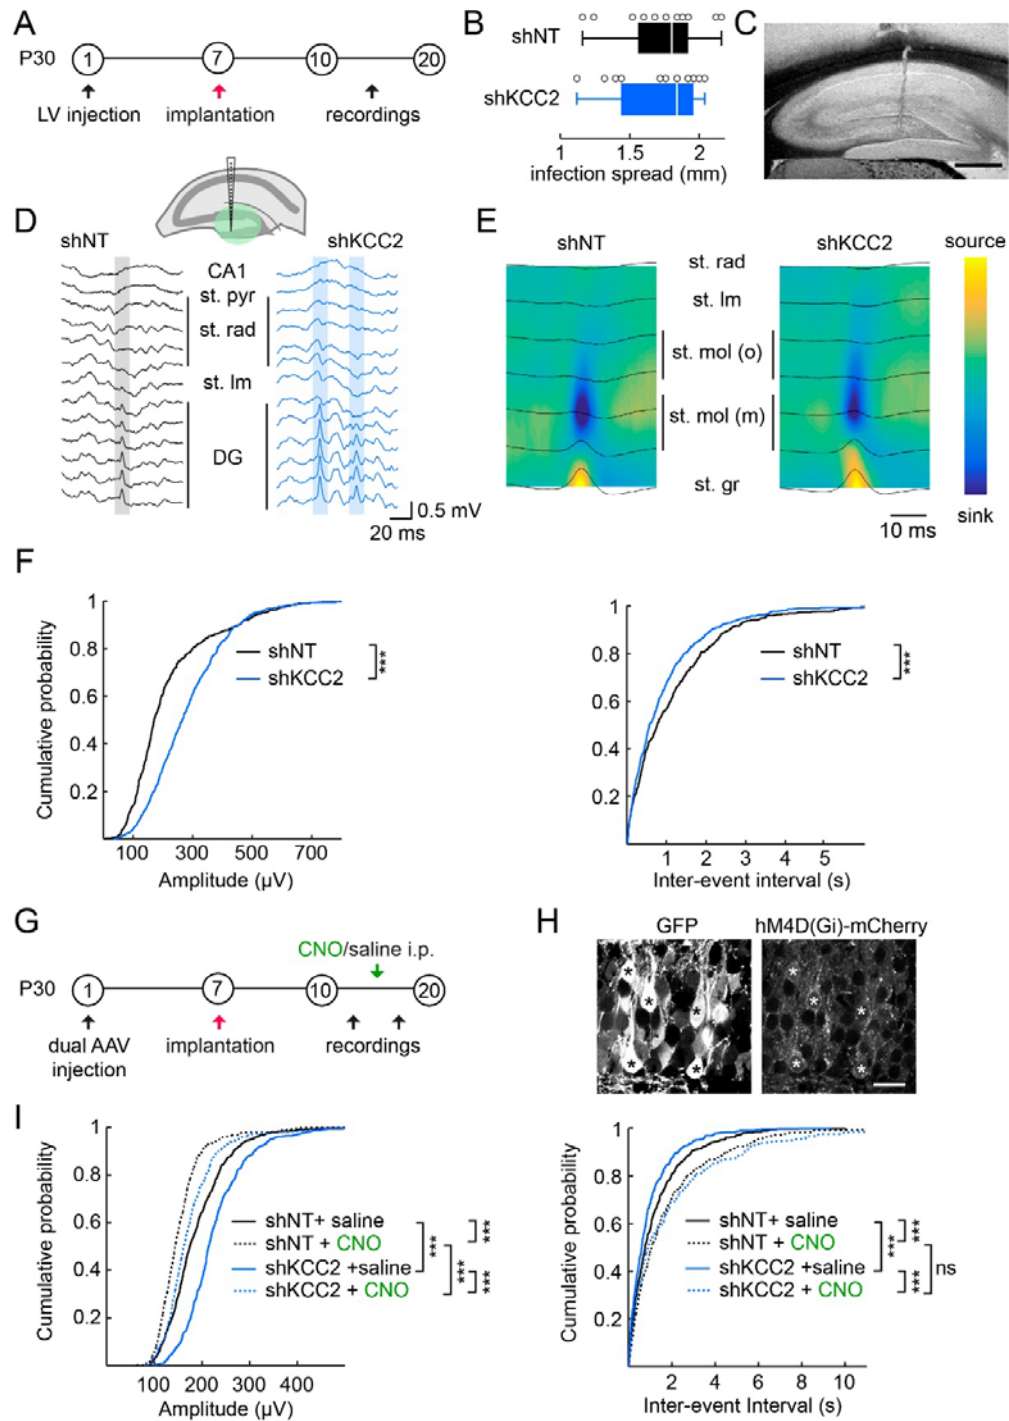 A
P30
1
7
10
20
LV injection
implantation
recordings
B
shNT
shKCC2
1
1.5
2
infection spread (mm)
C
D
shNT
shKCC2
CA1
st. pyr
st. rad
st. lm
DG
0.5 mV
20 ms
E
shNT
shKCC2
source
st. rad
st. lm
st. mol (o)
st. mol (m)
st. gr
sink
10 ms
F
Cumulative probability
1
0.8
0.6
0.4
0.2
shNT
shKCC2
***
100 300 500 700
Amplitude (µV)
Cumulative probability
1
0.8
0.6
0.4
0.2
shNT
shKCC2
***
1 2 3 4 5
Inter-event interval (s)
G
CNO/saline i.p.
P30
1
7
10
20
dual AAV
injection
implantation
recordings
H
GFP
hM4D(Gi)-mCherry
* * * * *
* * * * *
I
Cumulative probability
1
0.8
0.6
0.4
0.2
shNT+ saline
shNT + CNO
shKCC2 +saline
shKCC2 + CNO
***
***
***
***
100 200 300 400
Amplitude (µV)
Cumulative probability
1
0.8
0.6
0.4
0.2
shNT+ saline
shNT + CNO
shKCC2 +saline
shKCC2 + CNO
***
***
***
ns
2 4 6 8 10
Inter-event Interval (s)